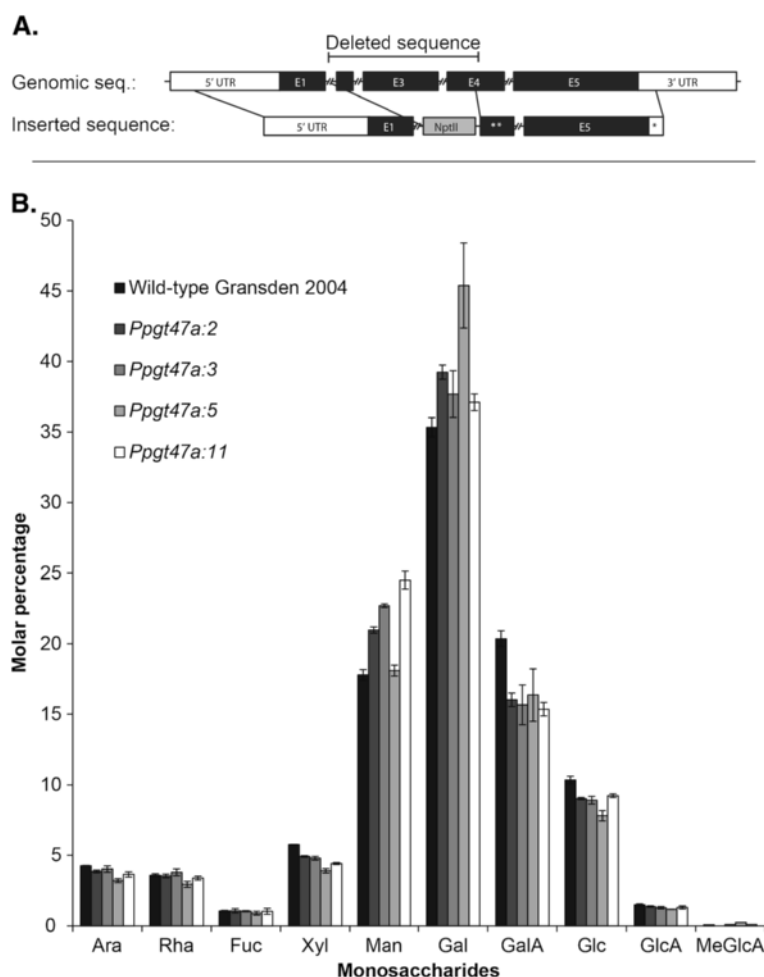 A.
Deleted sequence
Genomic seq.: 5' UTR E1 E3 E4 E5 3' UTR
Inserted sequence: 5' UTR E1 NptII ** E5 *
B.
50
45
40
35
30
25
20
15
10
5
0
Molar percentage
Wild-type Gransden 2004
Ppgt47a:2
Ppgt47a:3
Ppgt47a:5
Ppgt47a:11
Ara Rha Fuc Xyl Man Gal GalA Glc GlcA MeGlcA
Monosaccharides